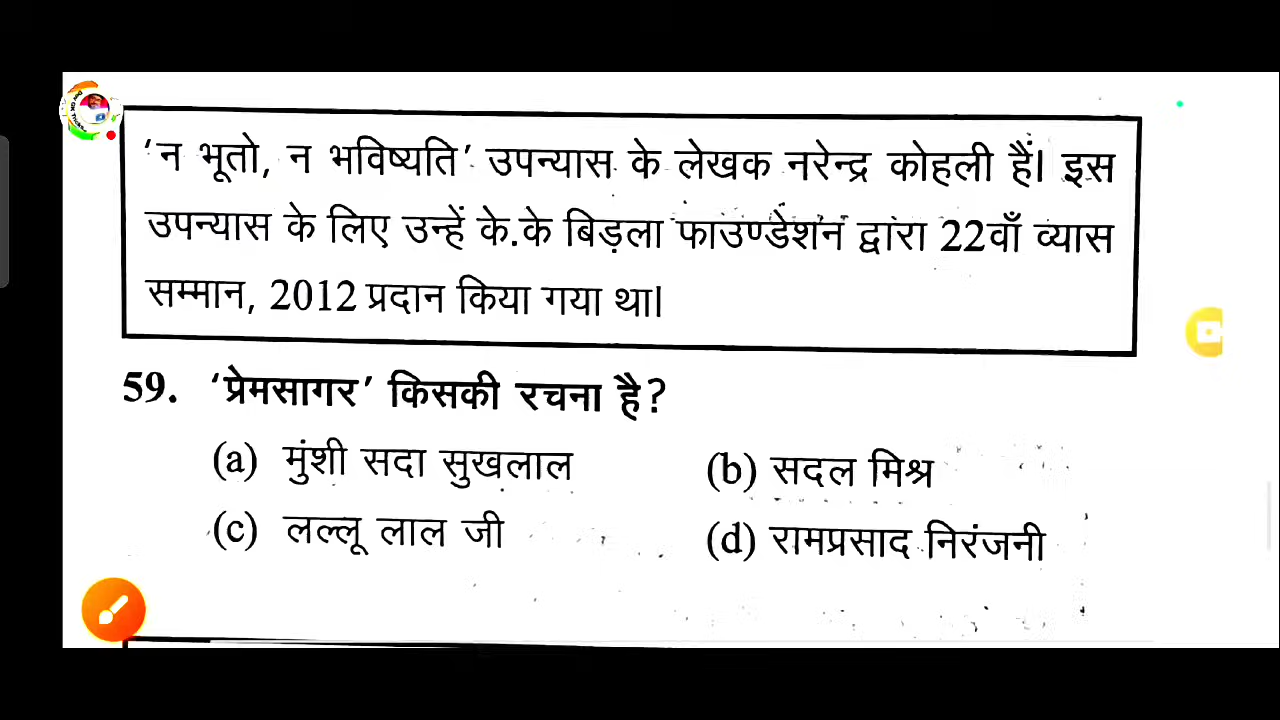 ‘न भूतो, न भविष्यति’ उपन्यास के लेखक नरेन्द्र कोहली हैं। इस
उपन्यास के लिए उन्हें के.के बिड़ला फाउण्डेशन द्वारा 22वाँ व्यास
सम्मान, 2012 प्रदान किया गया था।
59. ‘प्रेमसागर’ किसकी रचना है?
(a) मुंशी सदा सुखलाल (b) सदल मिश्र
(c) लल्लू लाल जी (d) रामप्रसाद निरंजनी